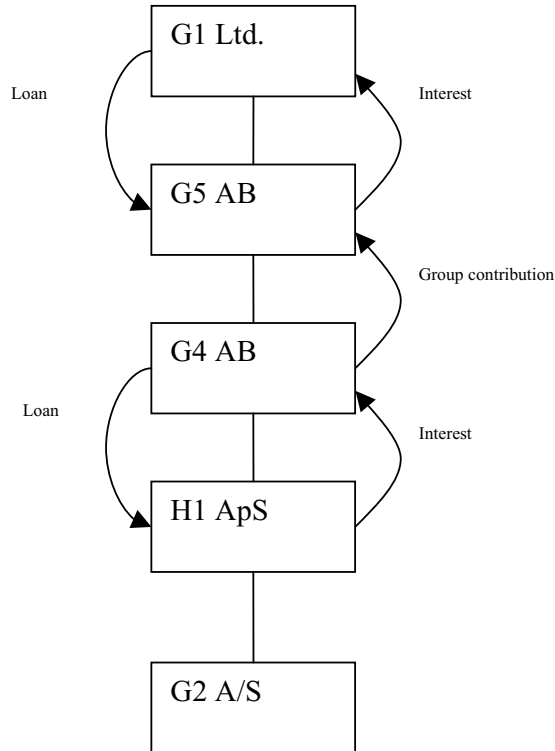 G1 Ltd.
Loan
Interest
G5 AB
Group contribution
G4 AB
Loan
Interest
H1 ApS
G2 A/S